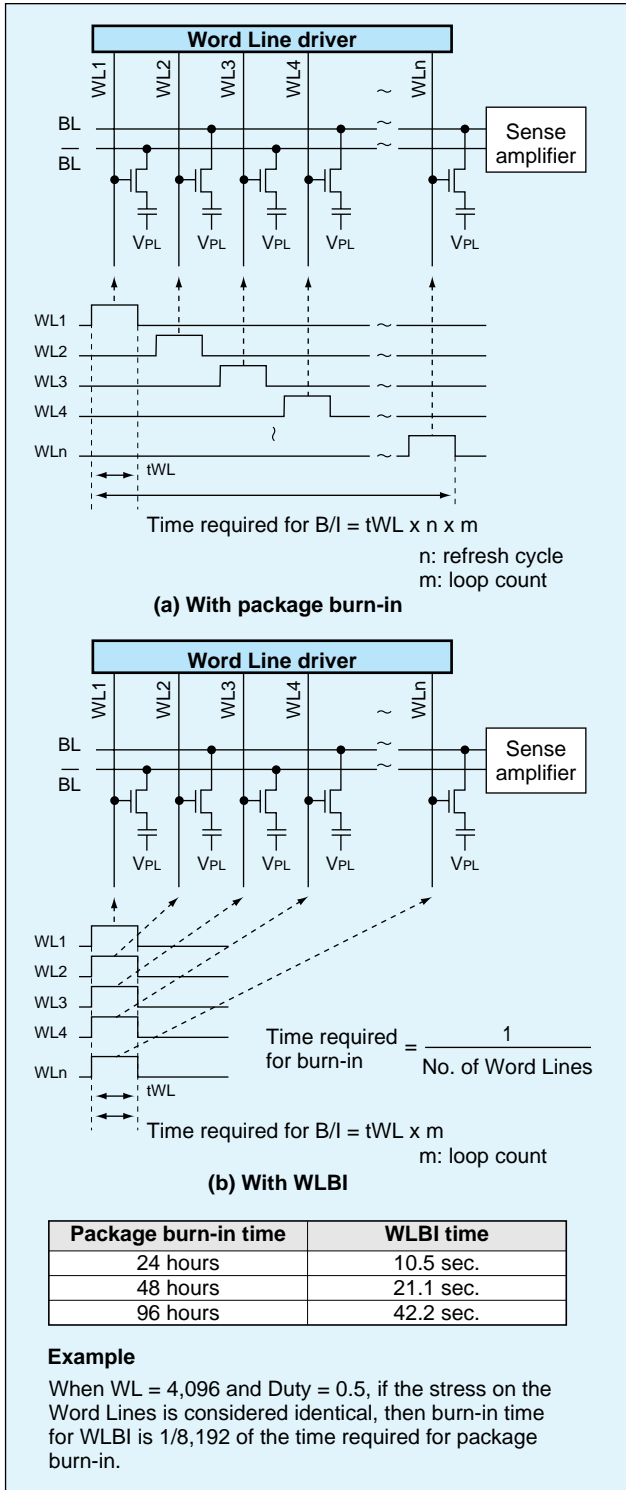 Word Line driver
WL1 WL2 WL3 WL4 WLn
~
BL ~
BL ~
Sense
amplifier
VPL VPL VPL VPL VPL
WL1 ~
WL2 ~
WL3 ~
WL4 ~
~
WLn ~
tWL
Time required for B/I = tWL x n x m
n: refresh cycle
m: loop count
(a) With package burn-in
Word Line driver
WL1 WL2 WL3 WL4 WLn
~
BL ~
BL ~
Sense
amplifier
VPL VPL VPL VPL VPL
WL1
WL2
WL3
WL4
WLn
Time required
for burn-in = 1 / No. of Word Lines
tWL
Time required for B/I = tWL x m
m: loop count
(b) With WLBI
Package burn-in time WLBI time
24 hours 10.5 sec.
48 hours 21.1 sec.
96 hours 42.2 sec.
Example
When WL = 4,096 and Duty = 0.5, if the stress on the
Word Lines is considered identical, then burn-in time
for WLBI is 1/8,192 of the time required for package
burn-in.